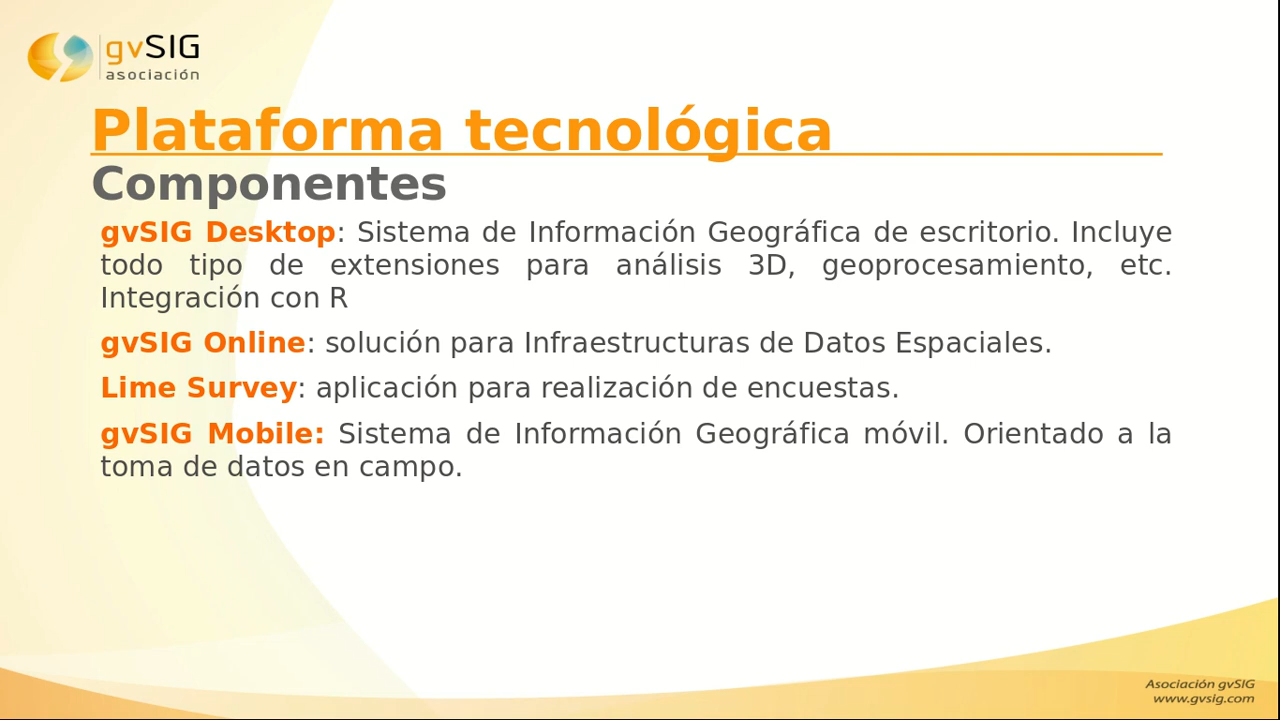 gvSIG
asociación
Plataforma tecnológica
Componentes
gvSIG Desktop: Sistema de Información Geográfica de escritorio. Incluye
todo tipo de extensiones para análisis 3D, geoprocesamiento, etc.
Integración con R
gvSIG Online: solución para Infraestructuras de Datos Espaciales.
Lime Survey: aplicación para realización de encuestas.
gvSIG Mobile: Sistema de Información Geográfica móvil. Orientado a la
toma de datos en campo.
Asociación gvSIG
www.gvsig.com